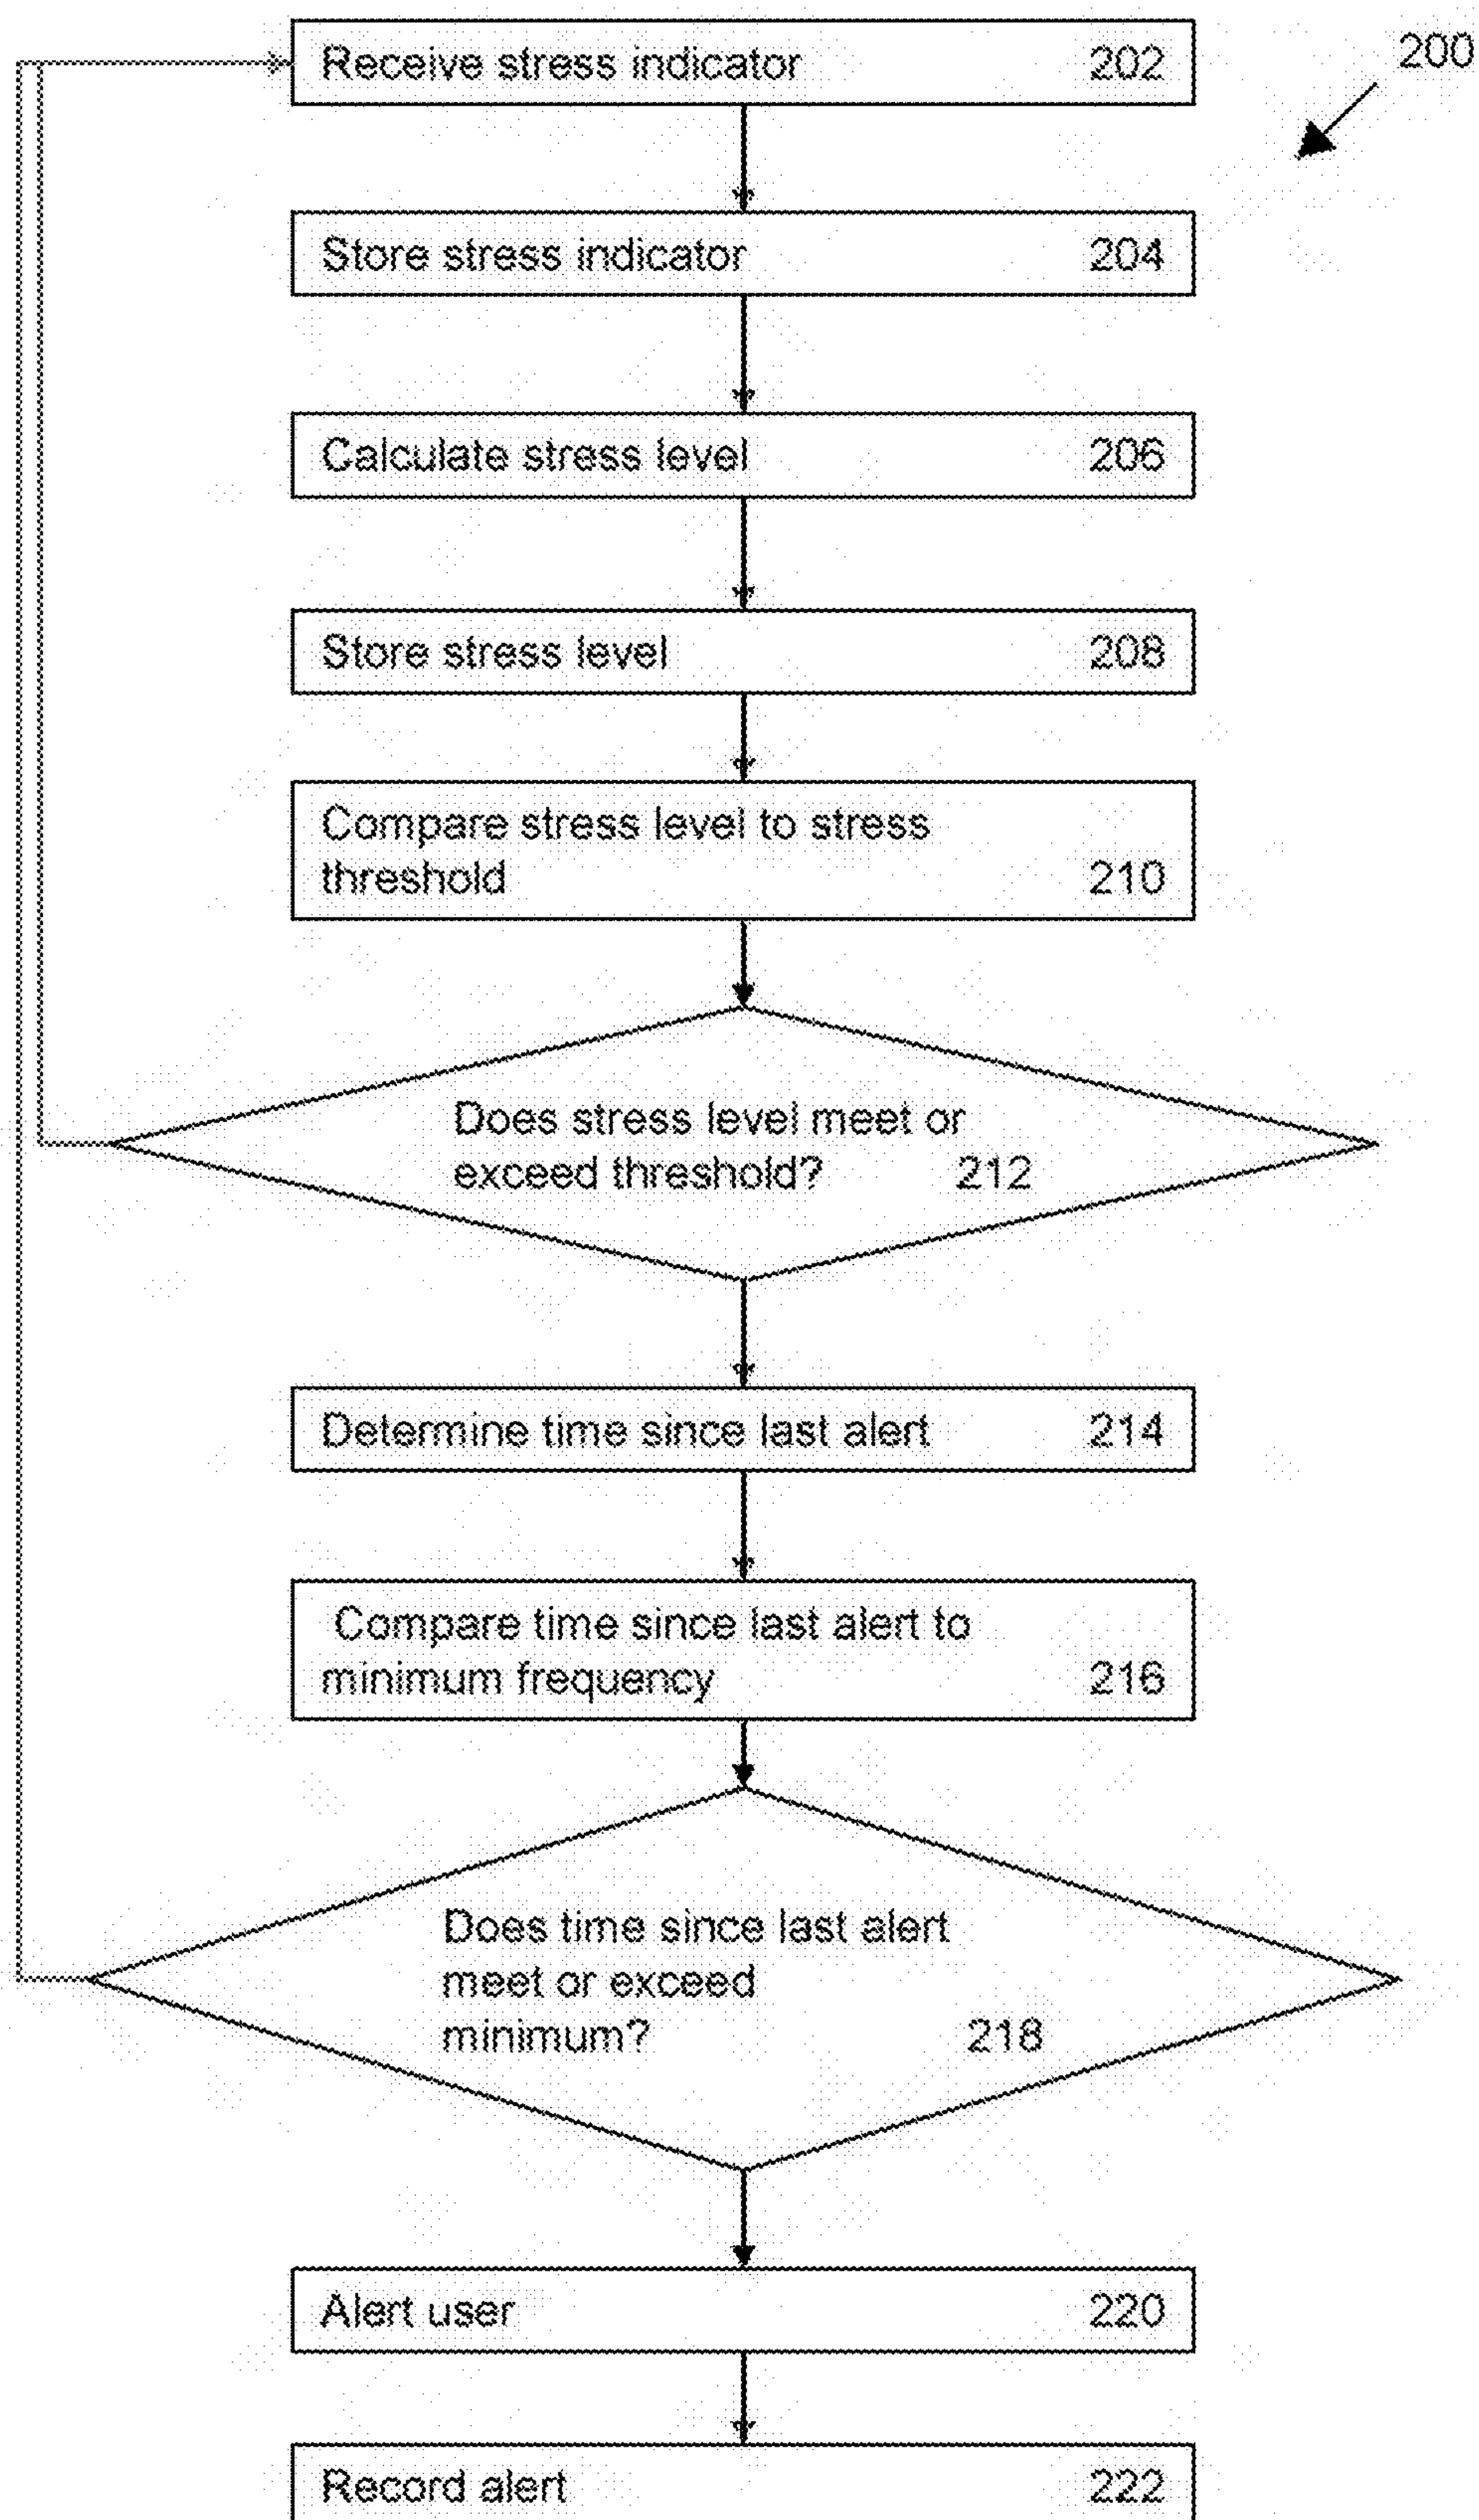 200
Receive stress indicator 202
Store stress indicator 204
Calculate stress level 206
Store stress level 208
Compare stress level to stress
threshold 210
Does stress level meet or
exceed threshold? 212
Determine time since last alert 214
Compare time since last alert to
minimum frequency 216
Does time since last alert
meet or exceed
minimum? 218
Alert user 220
Record alert 222